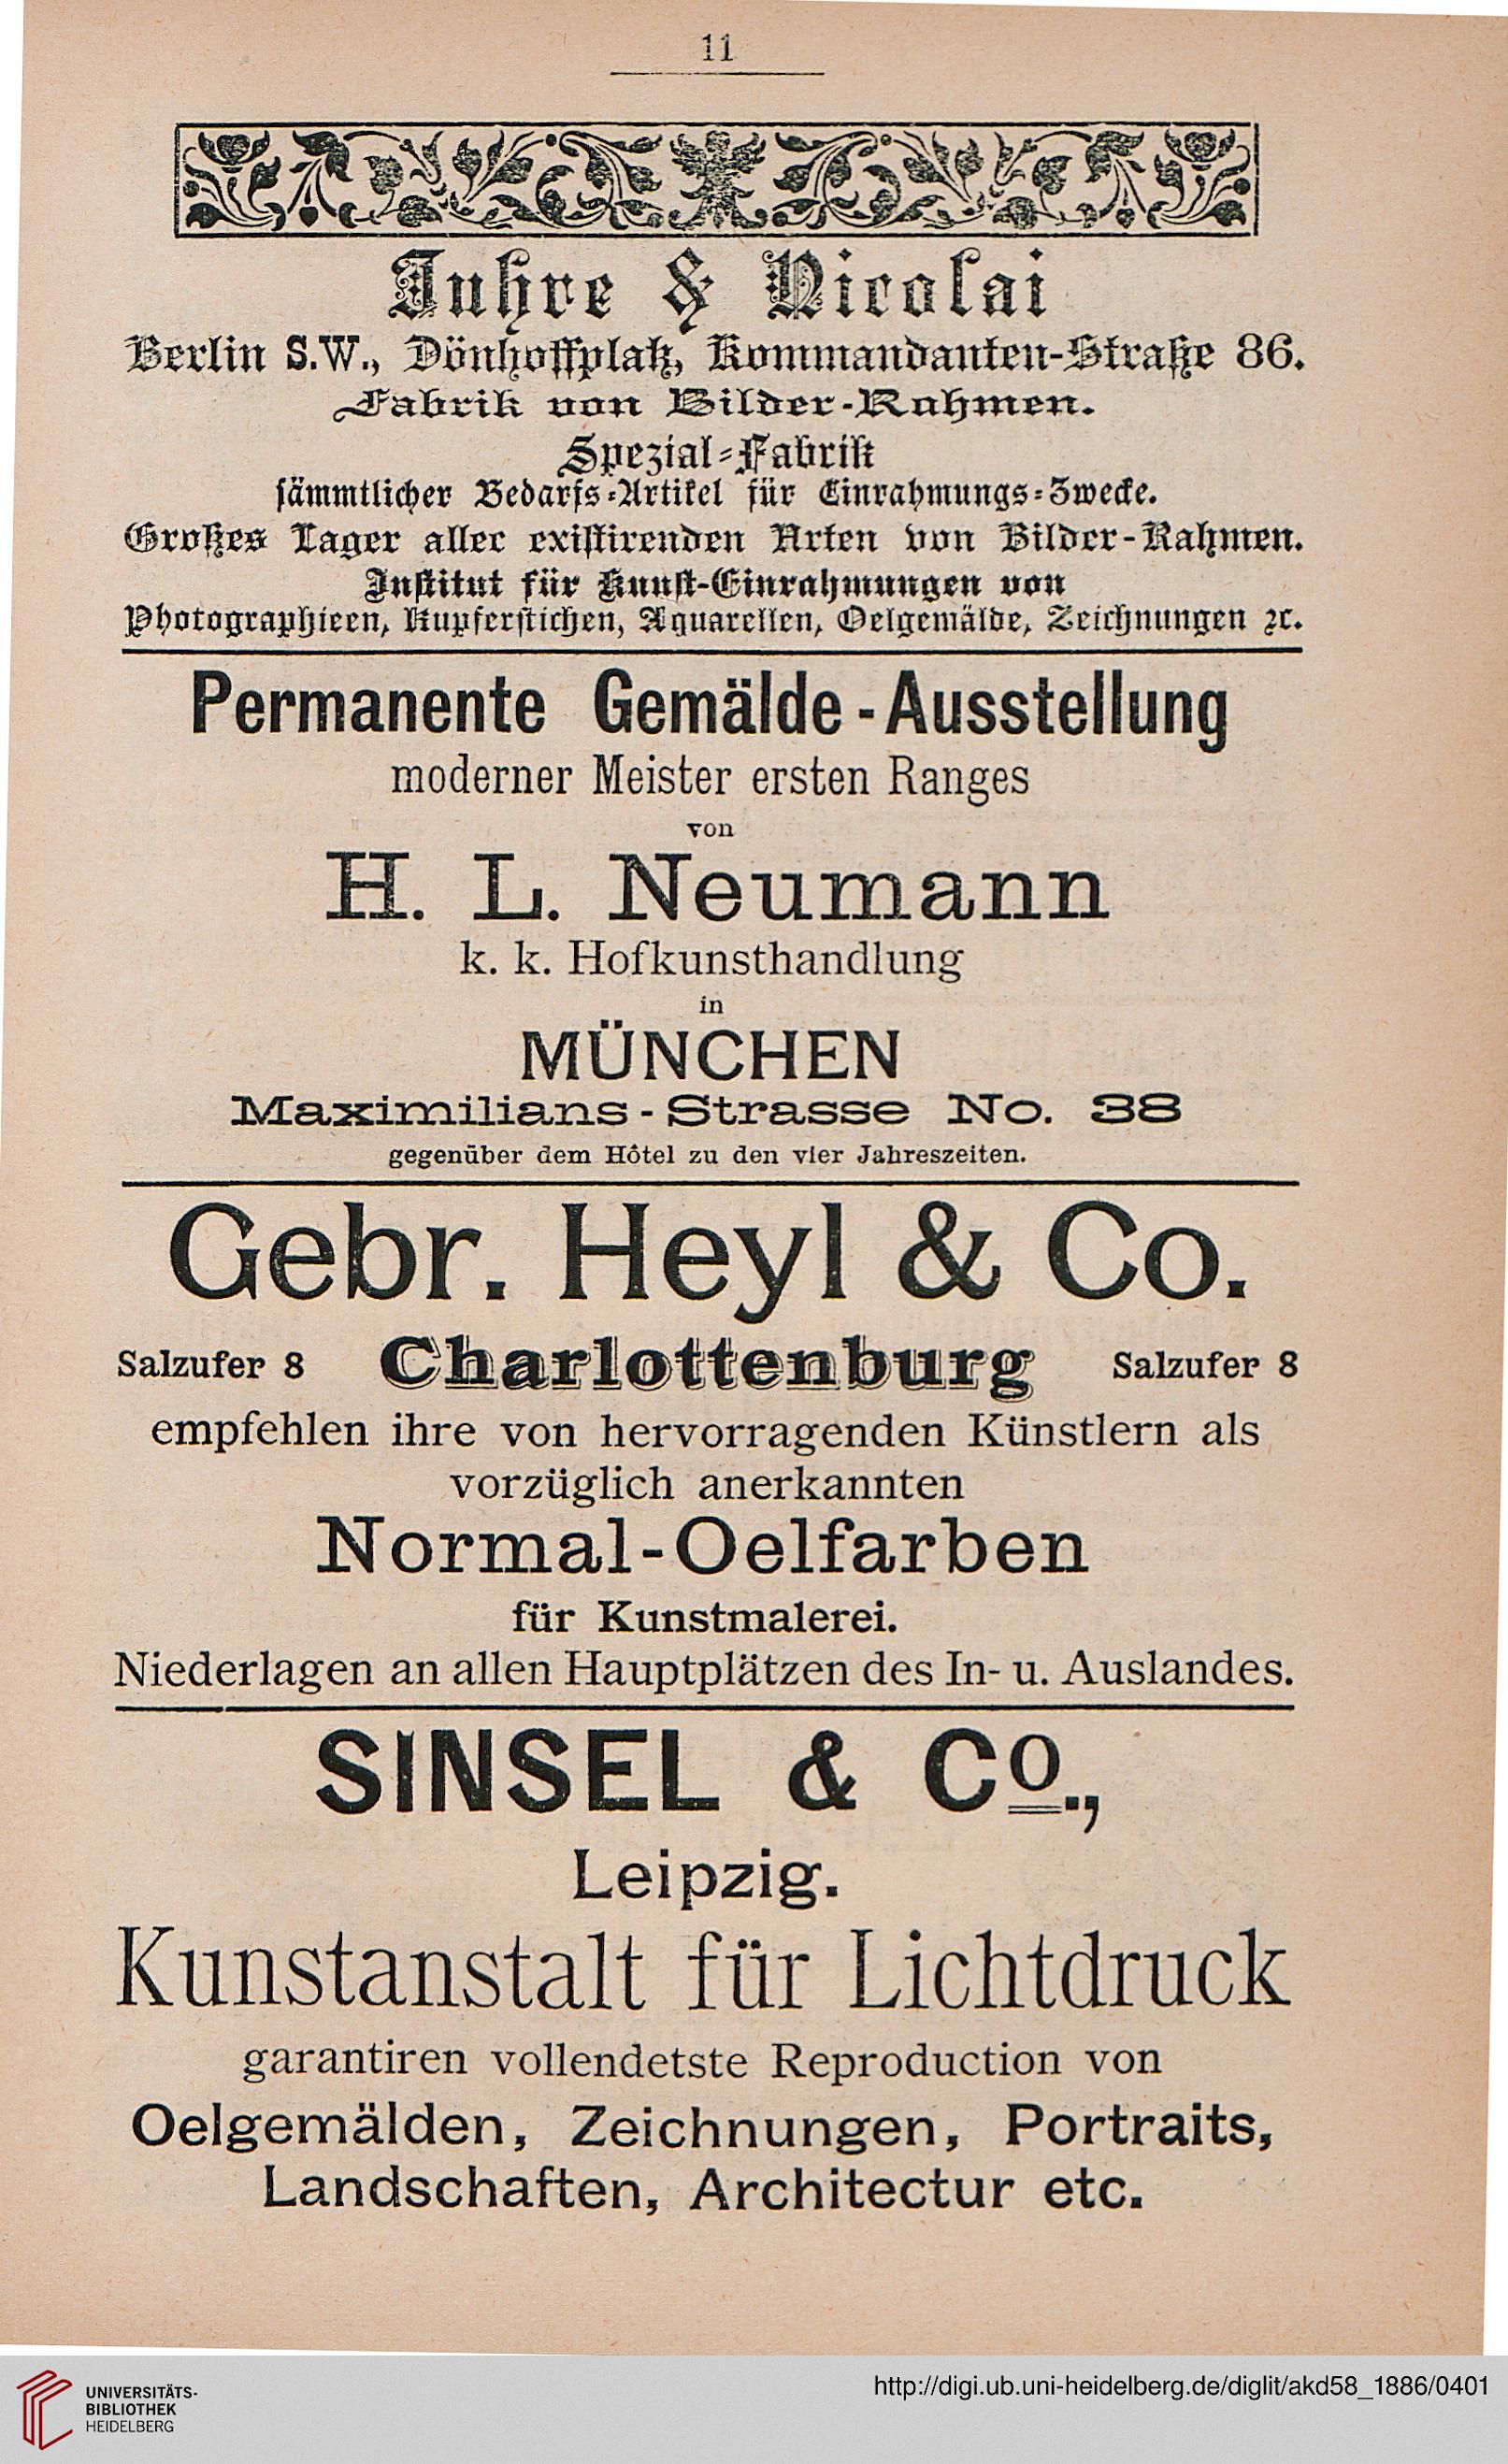 11
Juhre & Nicolai
Berlin S.W., Dönhoffplatz, Kommandanten-Straße 86.
Fabrik von Bilder-Rahmen.
Spezial-Fabrik
sämmtlicher Bedarfs-Artikel für Einrahmungs-Zwecke.
Großes Lager aller existirenden Arten von Bilder-Rahmen.
Institut für Kunst-Einrahmungen von
Photographieen, Kupferstichen, Aquarellen, Oelgemälde, Zeichnungen ꝛc.
Permanente Gemälde-Ausstellung
moderner Meister ersten Ranges
von
H. L. Neumann
k. k. Hofkunsthandlung
in
MÜNCHEN
Maximilians-Strasse No. 38
gegenüber dem Hôtel zu den vier Jahreszeiten.
Gebr. Heyl & Co.
Salzufer 8 Charlottenburg Salzufer 8
empfehlen ihre von hervorragenden Künstlern als
vorzüglich anerkannten
Normal-Oelfarben
für Kunstmalerei.
Niederlagen an allen Hauptplätzen des In- u. Auslandes.
SINSEL & Co.,
Leipzig.
Kunstanstalt für Lichtdruck
garantiren vollendetste Reproduction von
Oelgemälden, Zeichnungen, Portraits,
Landschaften, Architectur etc.
UNIVERSITÄTS-
BIBLIOTHEK
HEIDELBERG
http://digi.ub.uni-heidelberg.de/diglit/akd58_1886/0401